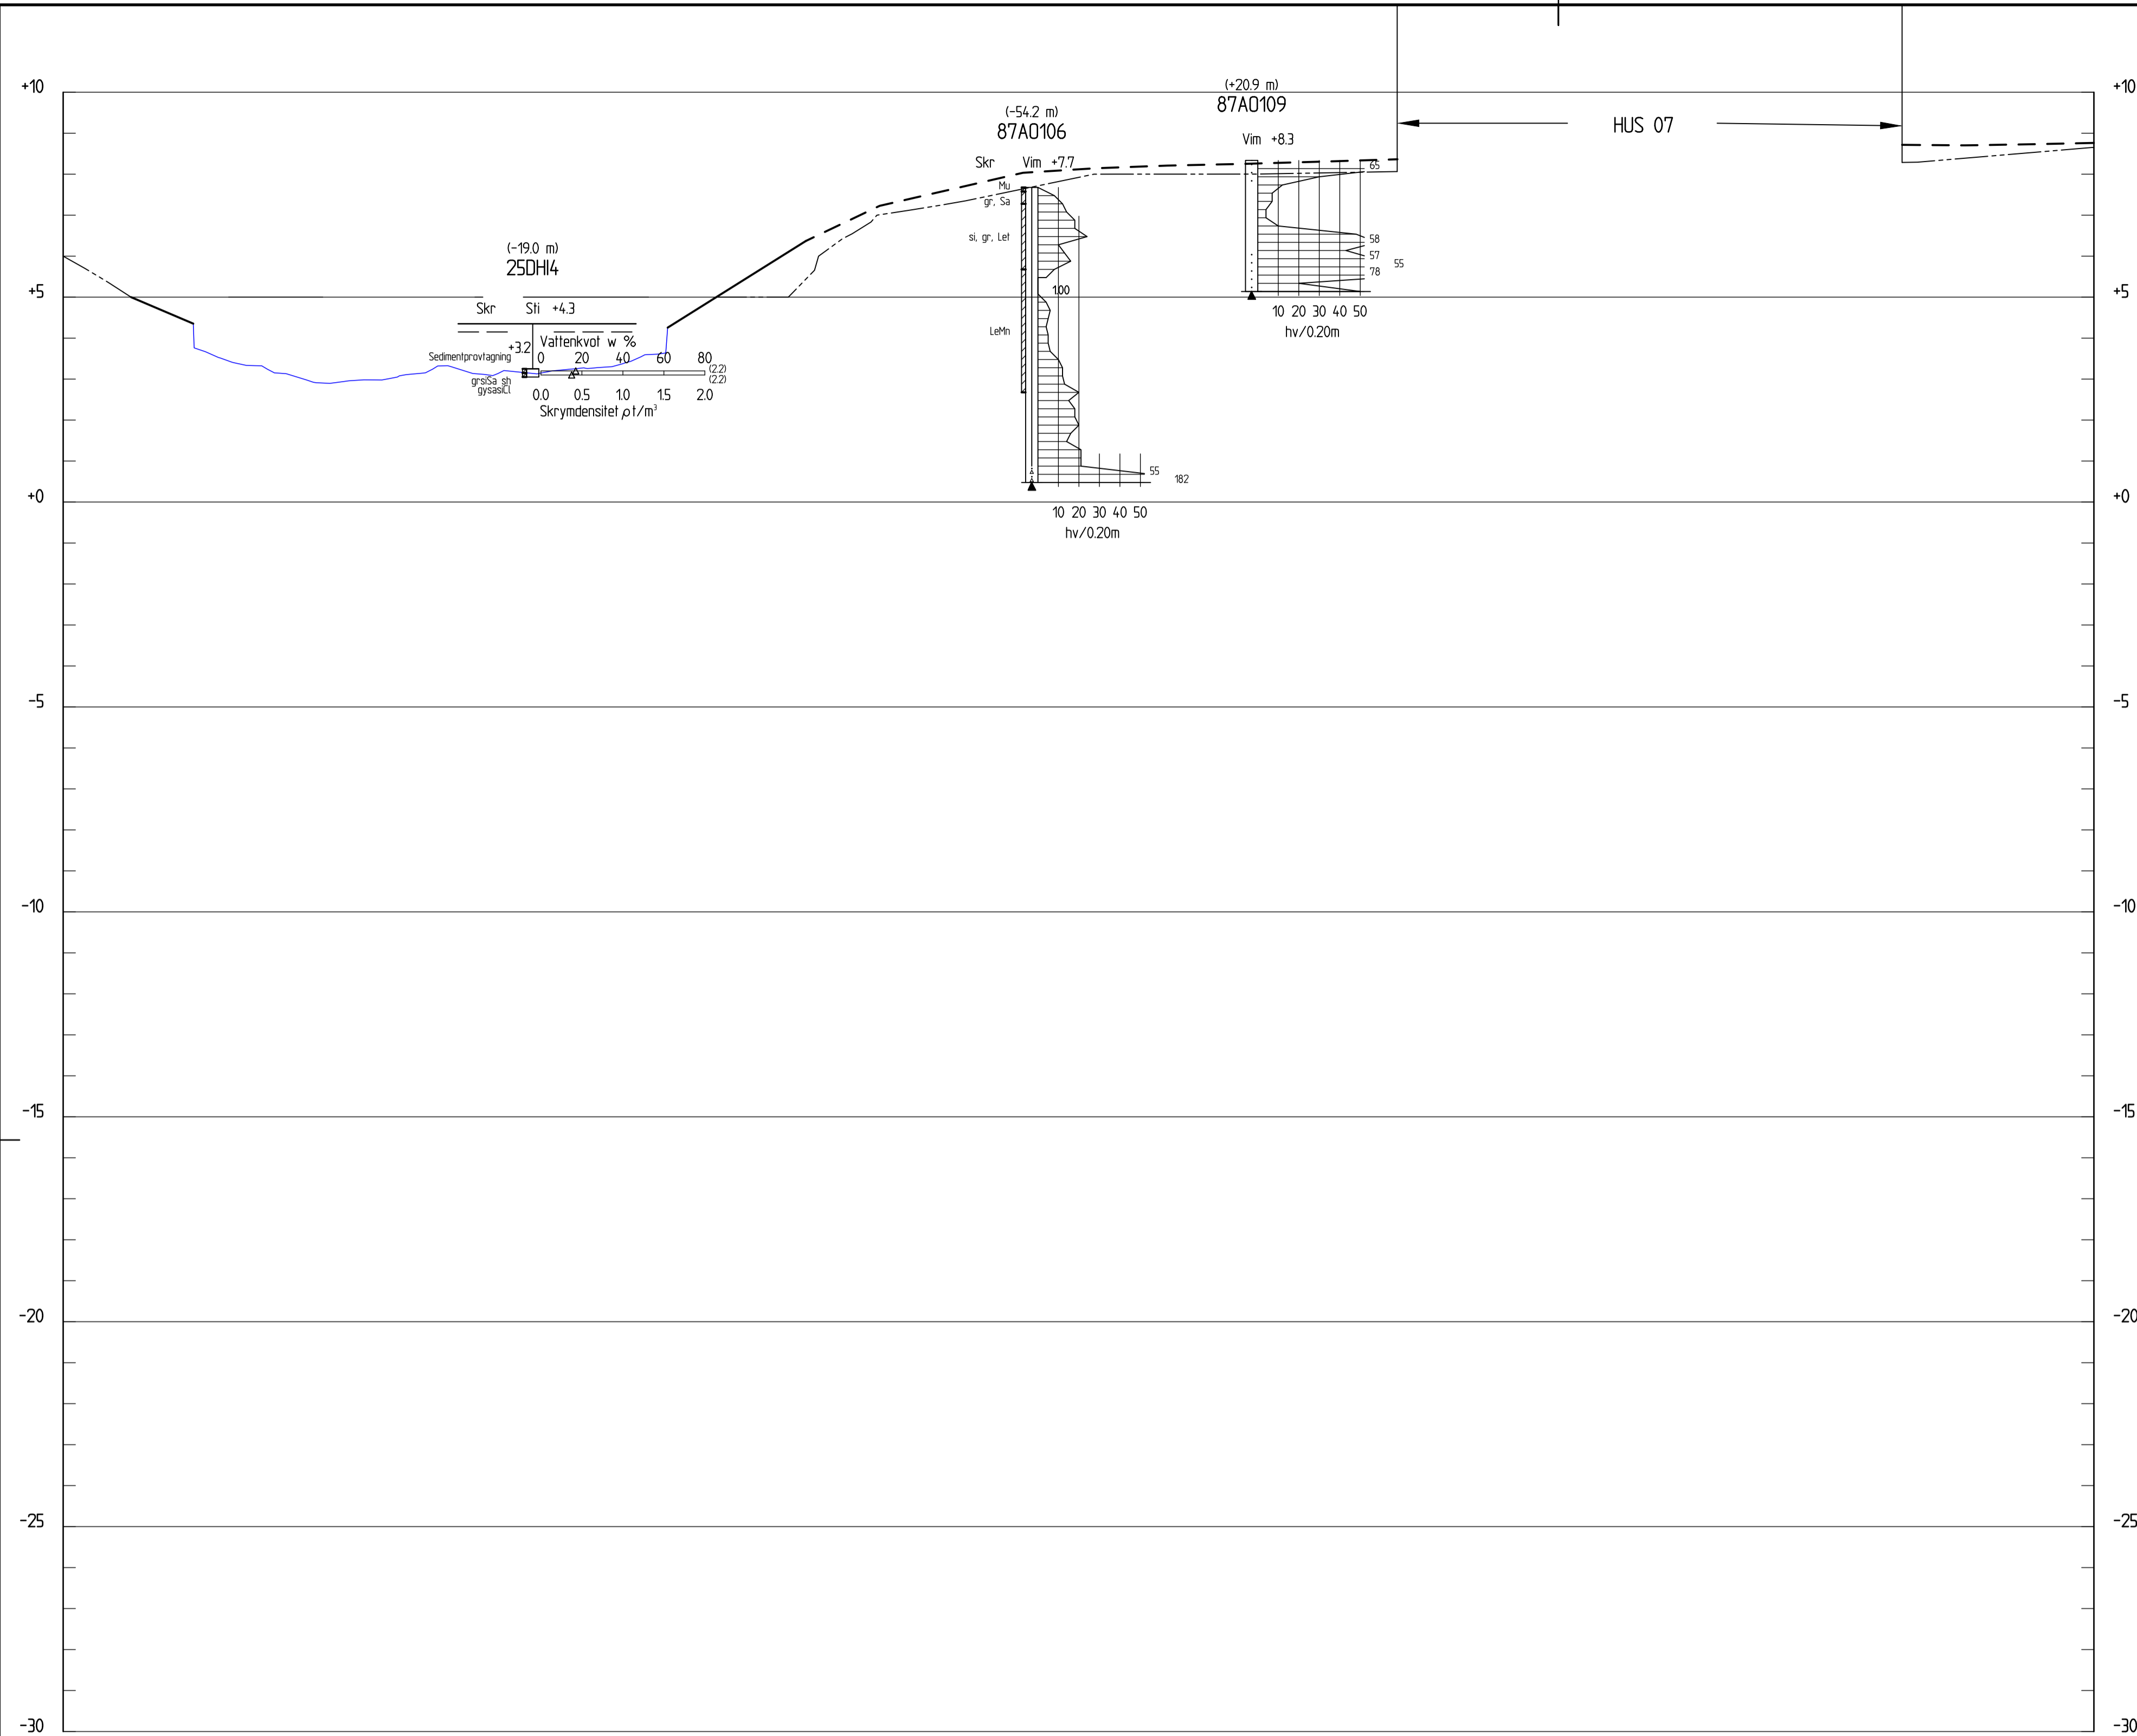 (+20.9 m)
+10
+10
87A0109
(-54.2 m)
87A0106
HUS 07
Vim +8.3
Skr Vim +7.7
65
Mu
gr, Sa
si, gr, Let
58
57
55
78
(-19.0 m)
25DHI4
+5
+5
1.00
Skr Sti +4.3
10 20 30 40 50
hv/0.20m
LeMn
+3.2
Vattenkvot w %
Sedimentprovtagning
0 20 40 60 80
(2.2)
(2.2)
grsiSa sh
gysasiCl
0.0 0.5 1.0 1.5 2.0
Skrymdensitet ρ t/m³
55
182
+0
+0
10 20 30 40 50
hv/0.20m
-5
-5
-10
-10
-15
-15
-20
-20
-25
-25
-30
-30